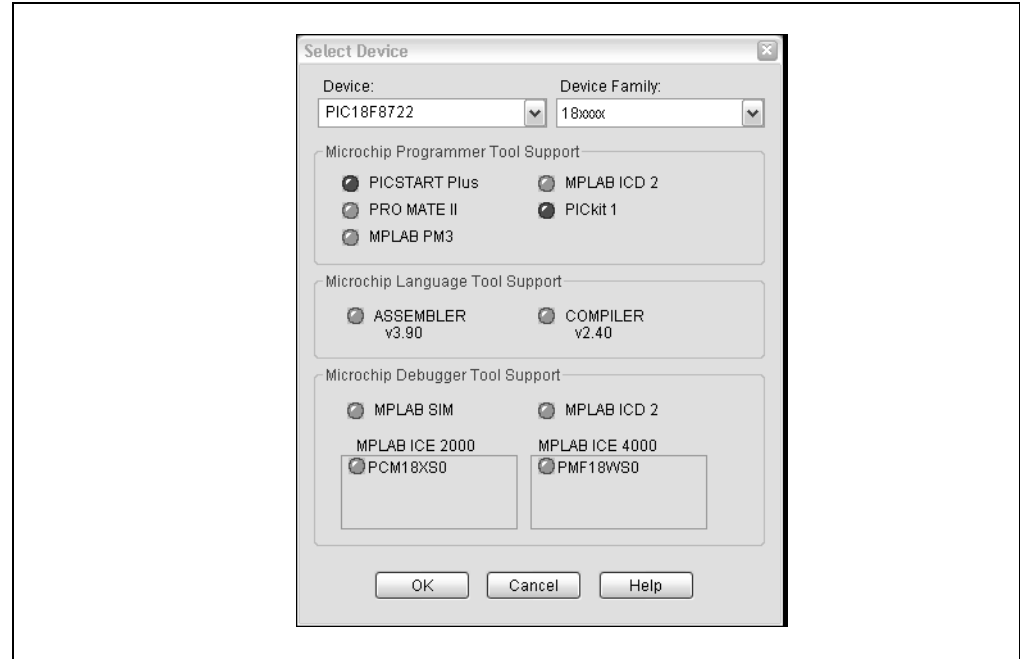 Select Device
Device: Device Family:
PIC18F8722 18xxxx
Microchip Programmer Tool Support
PICSTART Plus MPLAB ICD 2
PRO MATE II PICkit 1
MPLAB PM3
Microchip Language Tool Support
ASSEMBLER COMPILER
v3.90 v2.40
Microchip Debugger Tool Support
MPLAB SIM MPLAB ICD 2
MPLAB ICE 2000 MPLAB ICE 4000
PCM18XS0 PMF18WS0
OK Cancel Help